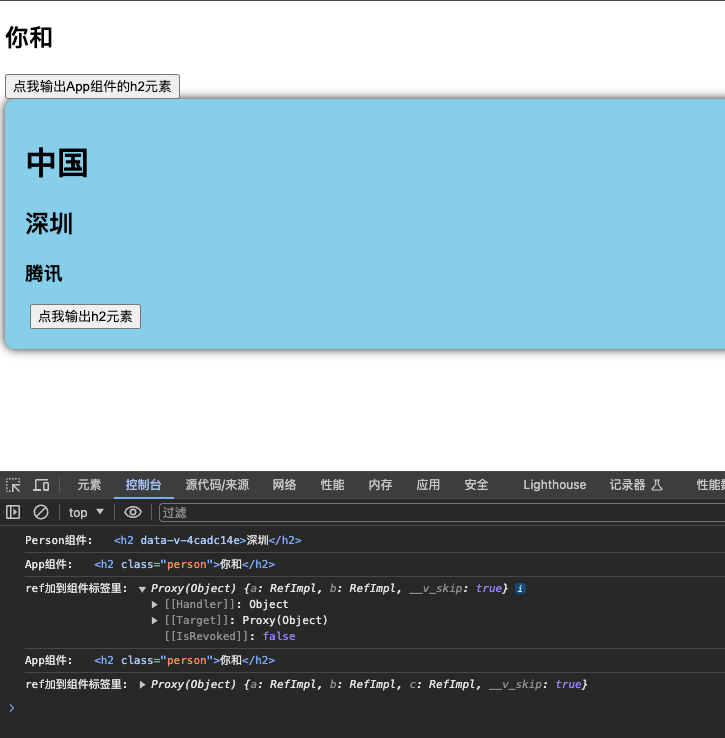 你和
点我输出App组件的h2元素
中国
深圳
腾讯
点我输出h2元素
元素 控制台 源代码/来源 网络 性能 内存 应用 安全 Lighthouse 记录器 性能数
top 过滤
Person组件: <h2 data-v-4cadc14e>深圳</h2>
App组件: <h2 class="person">你和</h2>
ref加到组件标签里: Proxy(Object) {a: RefImpl, b: RefImpl, __v_skip: true} i
[[Handler]]: Object
[[Target]]: Proxy(Object)
[[IsRevoked]]: false
App组件: <h2 class="person">你和</h2>
ref加到组件标签里: Proxy(Object) {a: RefImpl, b: RefImpl, c: RefImpl, __v_skip: true}